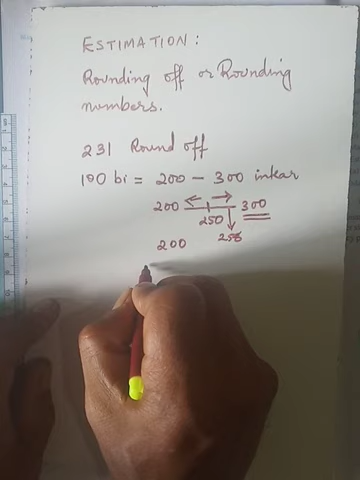 ESTIMATION:
Rounding off or Rounding
numbers.
231 Round off
100 bi = 200 - 300 inkar
200 300
250
200